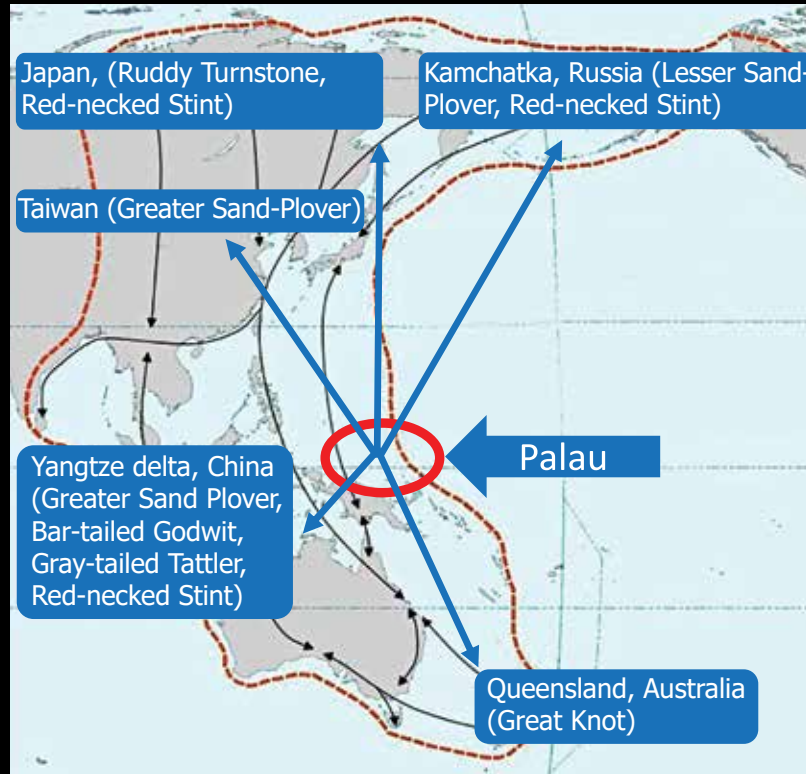 Japan, (Ruddy Turnstone,
Red-necked Stint)
Kamchatka, Russia (Lesser Sand-
Plover, Red-necked Stint)
Taiwan (Greater Sand-Plover)
Palau
Yangtze delta, China
(Greater Sand Plover,
Bar-tailed Godwit,
Gray-tailed Tattler,
Red-necked Stint)
Queensland, Australia
(Great Knot)